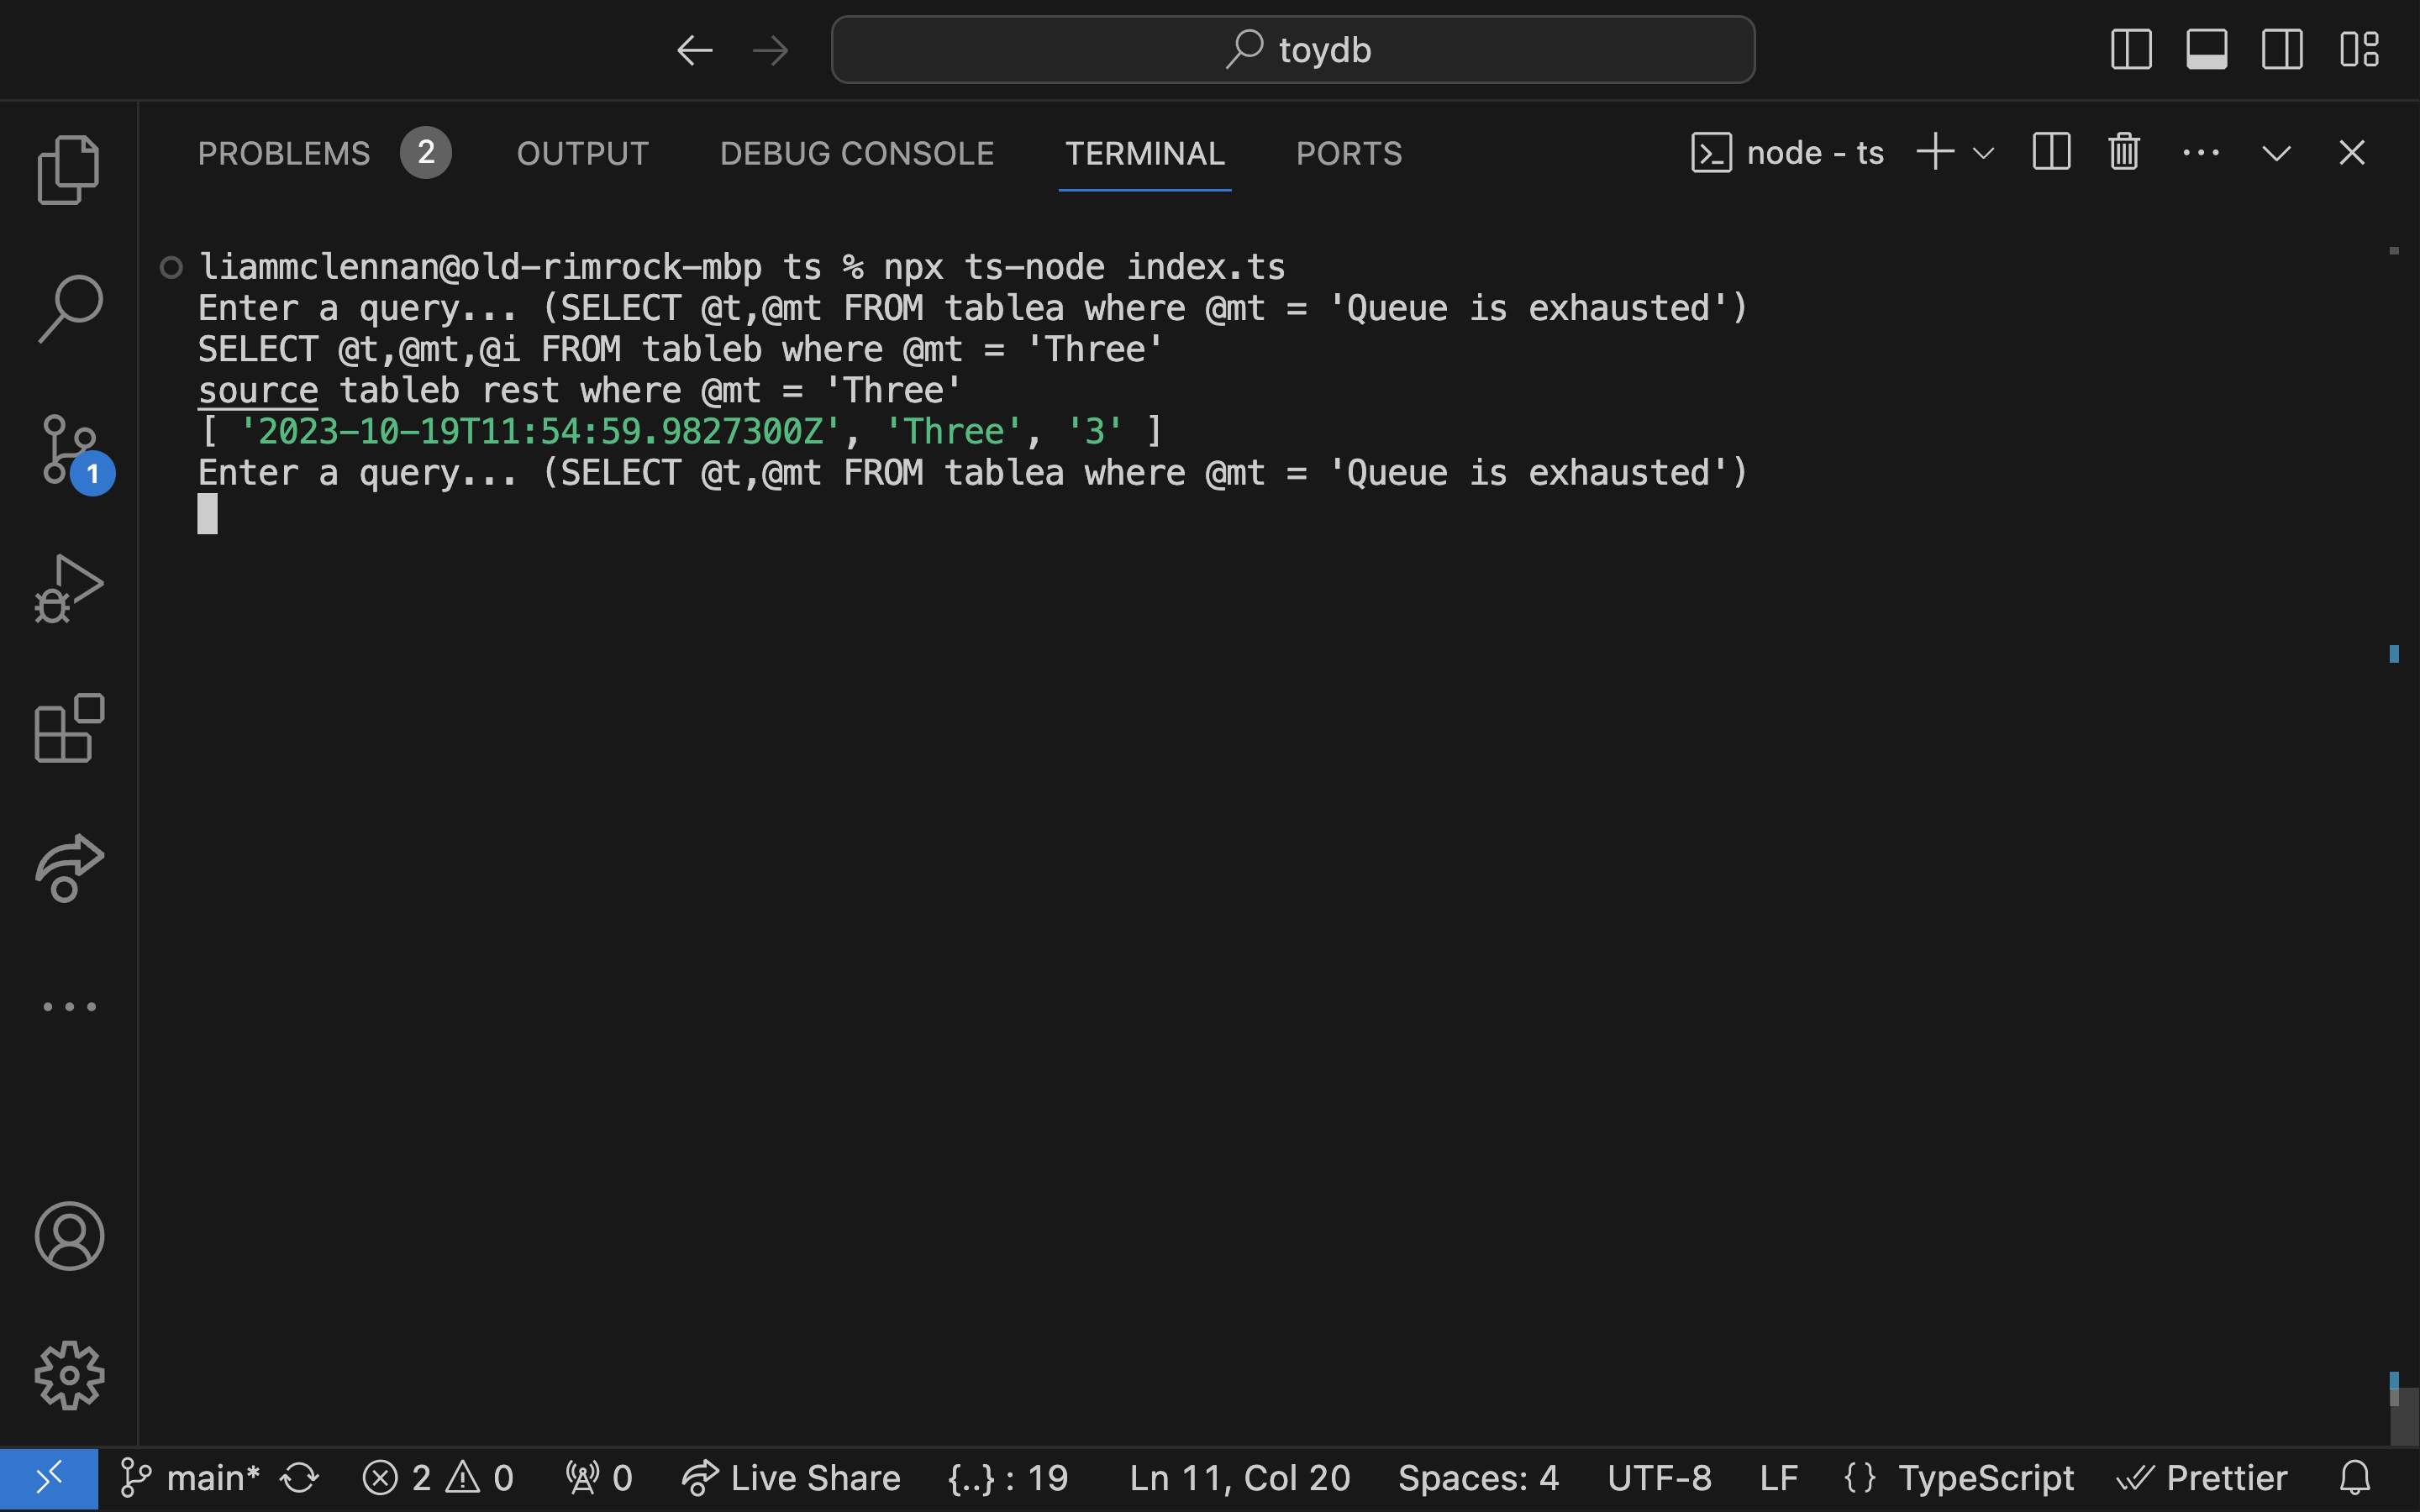 toydb
PROBLEMS 2 OUTPUT DEBUG CONSOLE TERMINAL PORTS node - ts
liammclennan@old-rimrock-mbp ts % npx ts-node index.ts
Enter a query... (SELECT @t,@mt FROM tablea where @mt = 'Queue is exhausted')
SELECT @t,@mt,@i FROM tableb where @mt = 'Three'
source tableb rest where @mt = 'Three'
[ '2023-10-19T11:54:59.9827300Z', 'Three', '3' ]
Enter a query... (SELECT @t,@mt FROM tablea where @mt = 'Queue is exhausted')
1
main* 2 0 0 Live Share {..} : 19 Ln 11, Col 20 Spaces: 4 UTF-8 LF {} TypeScript Prettier